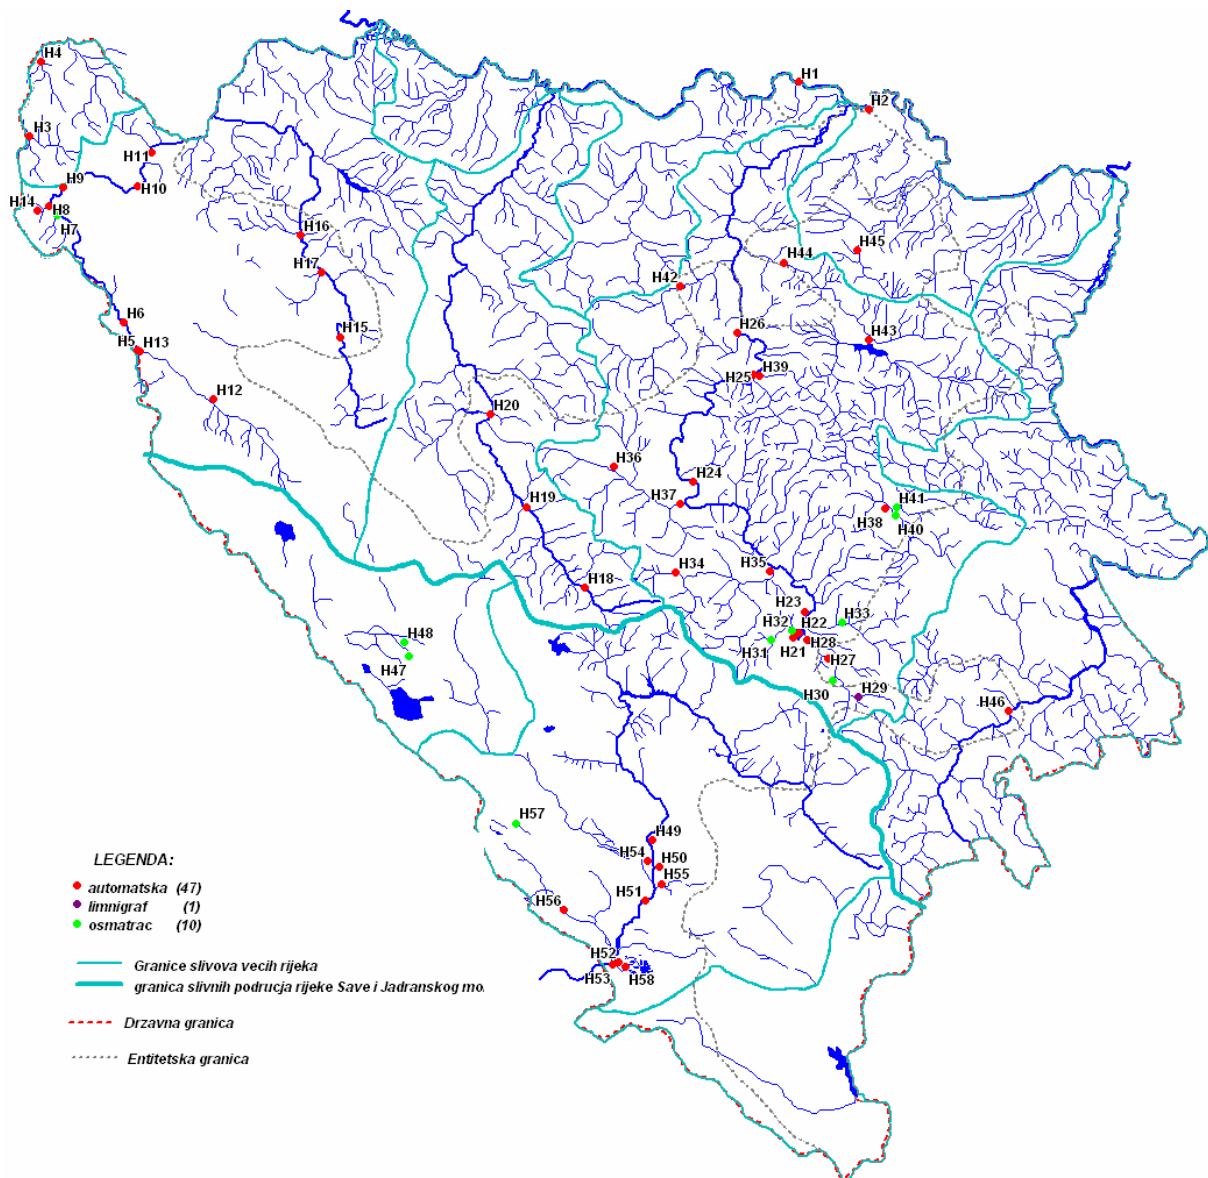 H4
H1
H2
H3
H11
H9
H10
H14
H8
H7
H16
H45
H17
H44
H42
H6
H26
H15
H43
H5
H13
H25
H39
H12
H20
H36
H24
H19
H37
H41
H38
H40
H35
H34
H18
H23
H33
H32
H22
H48
H31
H21
H28
H27
H47
H30
H29
H46
H57
H49
H54
H50
H55
H51
H56
H52
H53
H58
LEGENDA:
automatska (47)
limnigraf (1)
osmatrac (10)
Granice slivova vecih rijeka
granica slivnih podrucja rijeke Save i Jadranskog mo.
Drzavna granica
Entitetska granica